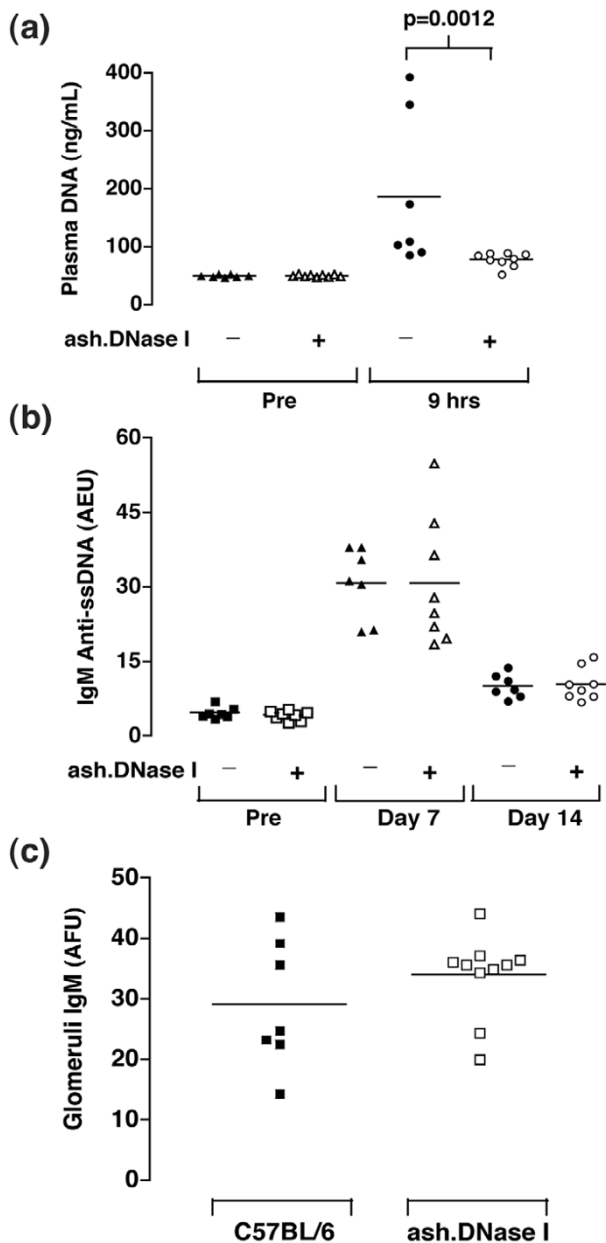 (a)
p=0.0012
Plasma DNA (ng/mL)
400
300
200
100
0
ash.DNase I – + – +
Pre 9 hrs
(b)
IgM Anti-ssDNA (AEU)
60
45
30
15
0
ash.DNase I – + – + – +
Pre Day 7 Day 14
(c)
Glomeruli IgM (AFU)
50
40
30
20
10
0
C57BL/6 ash.DNase I